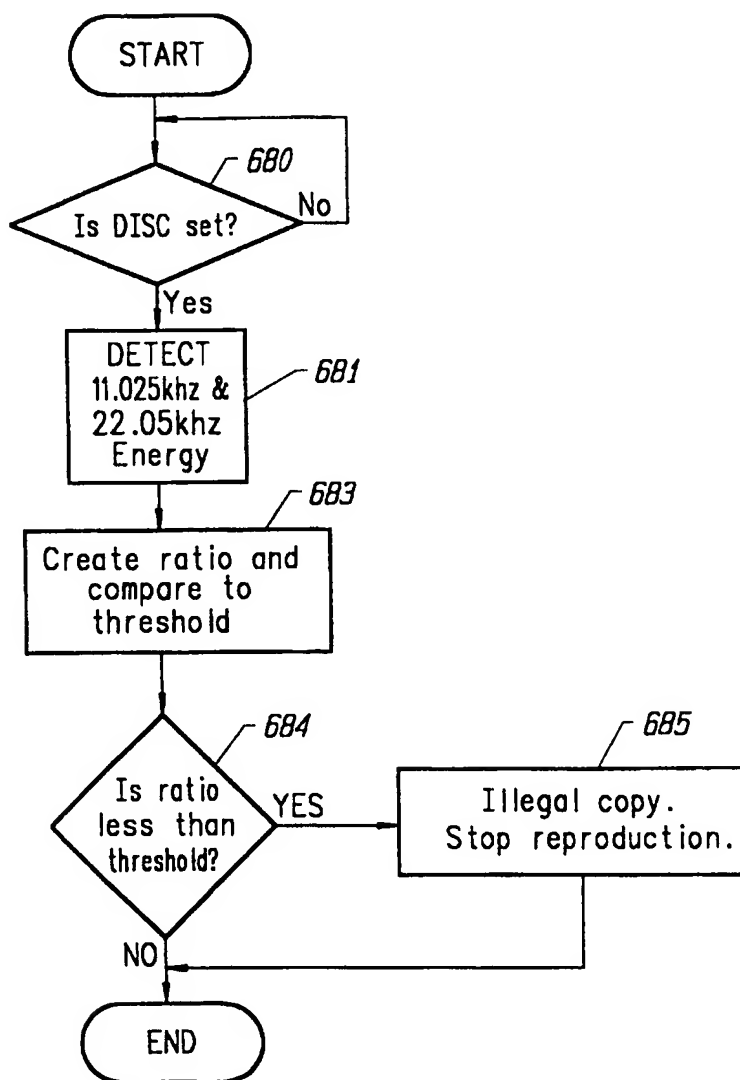 START
680
Is DISC set?
No
Yes
DETECT
11.025khz &
22.05khz
Energy
681
683
Create ratio and
compare to
threshold
684
Is ratio
less than
threshold?
YES
685
Illegal copy.
Stop reproduction.
NO
END